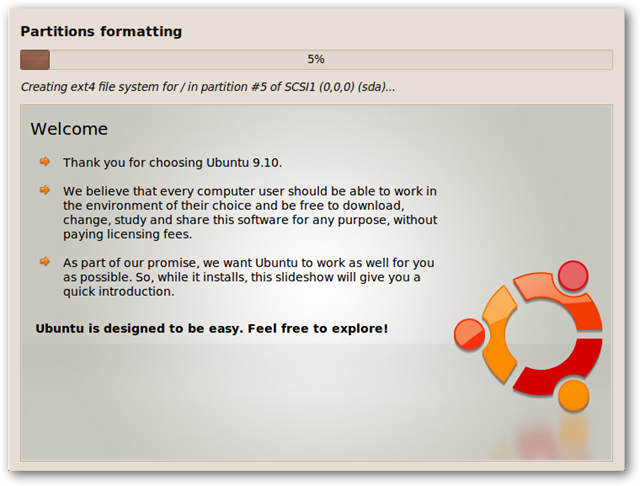 Partitions formatting
5%
Creating ext4 file system for / in partition #5 of SCSI1 (0,0,0) (sda)...
Welcome
Thank you for choosing Ubuntu 9.10.
We believe that every computer user should be able to work in
the environment of their choice and be free to download,
change, study and share this software for any purpose, without
paying licensing fees.
As part of our promise, we want Ubuntu to work as well for you
as possible. So, while it installs, this slideshow will give you a
quick introduction.
Ubuntu is designed to be easy. Feel free to explore!